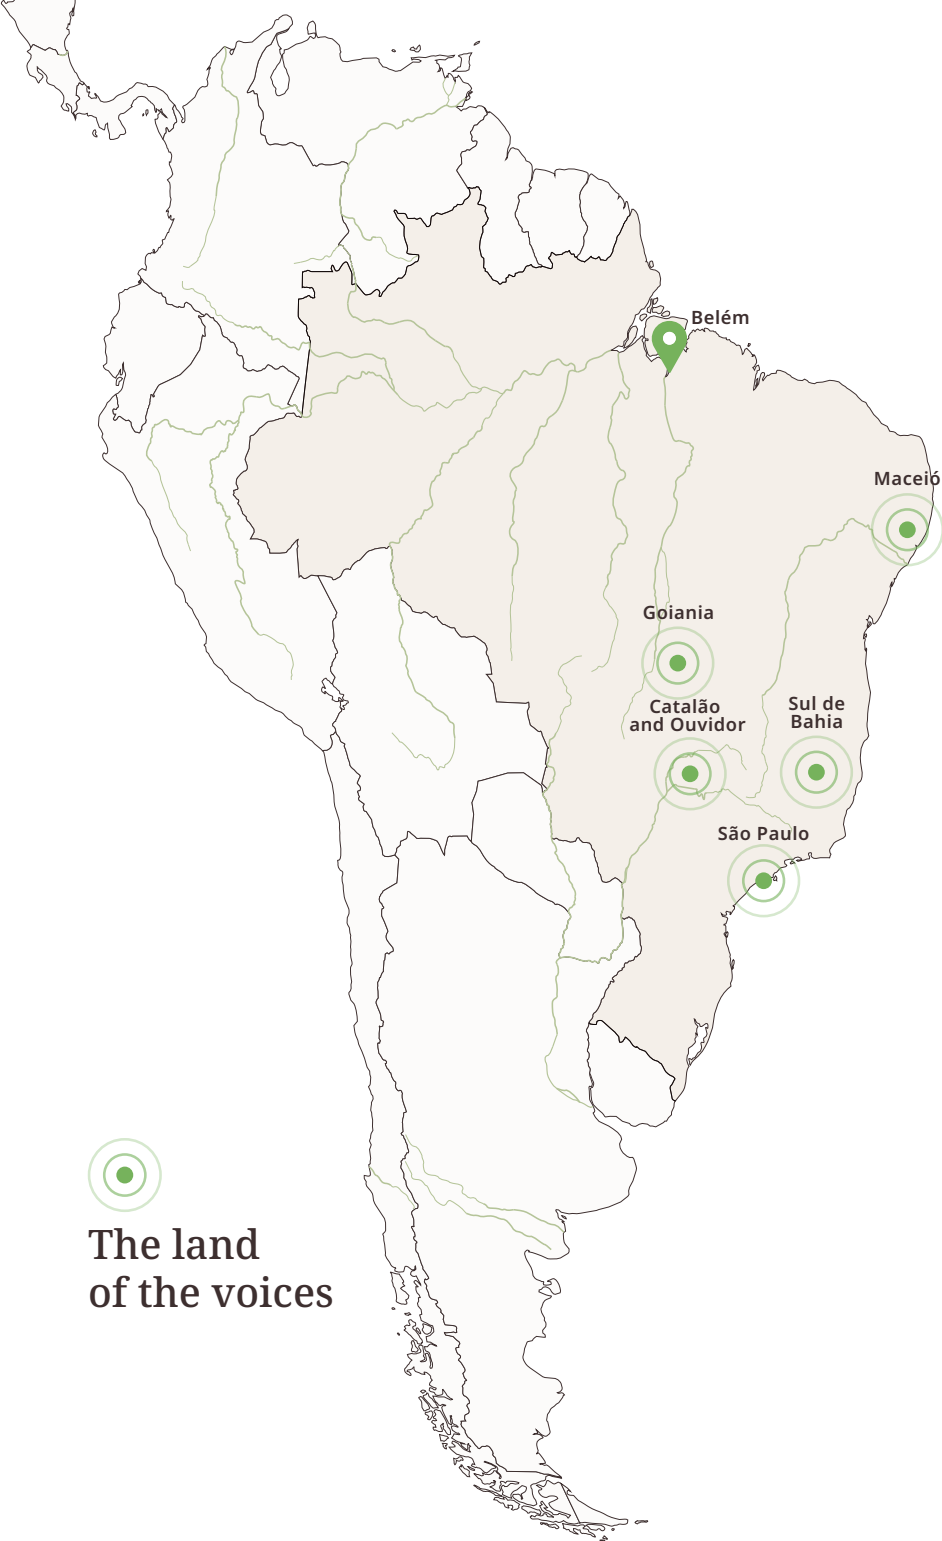 Belém
Maceió
Goiania
Catalão
and Ouvidor
Sul de
Bahia
São Paulo
The land
of the voices